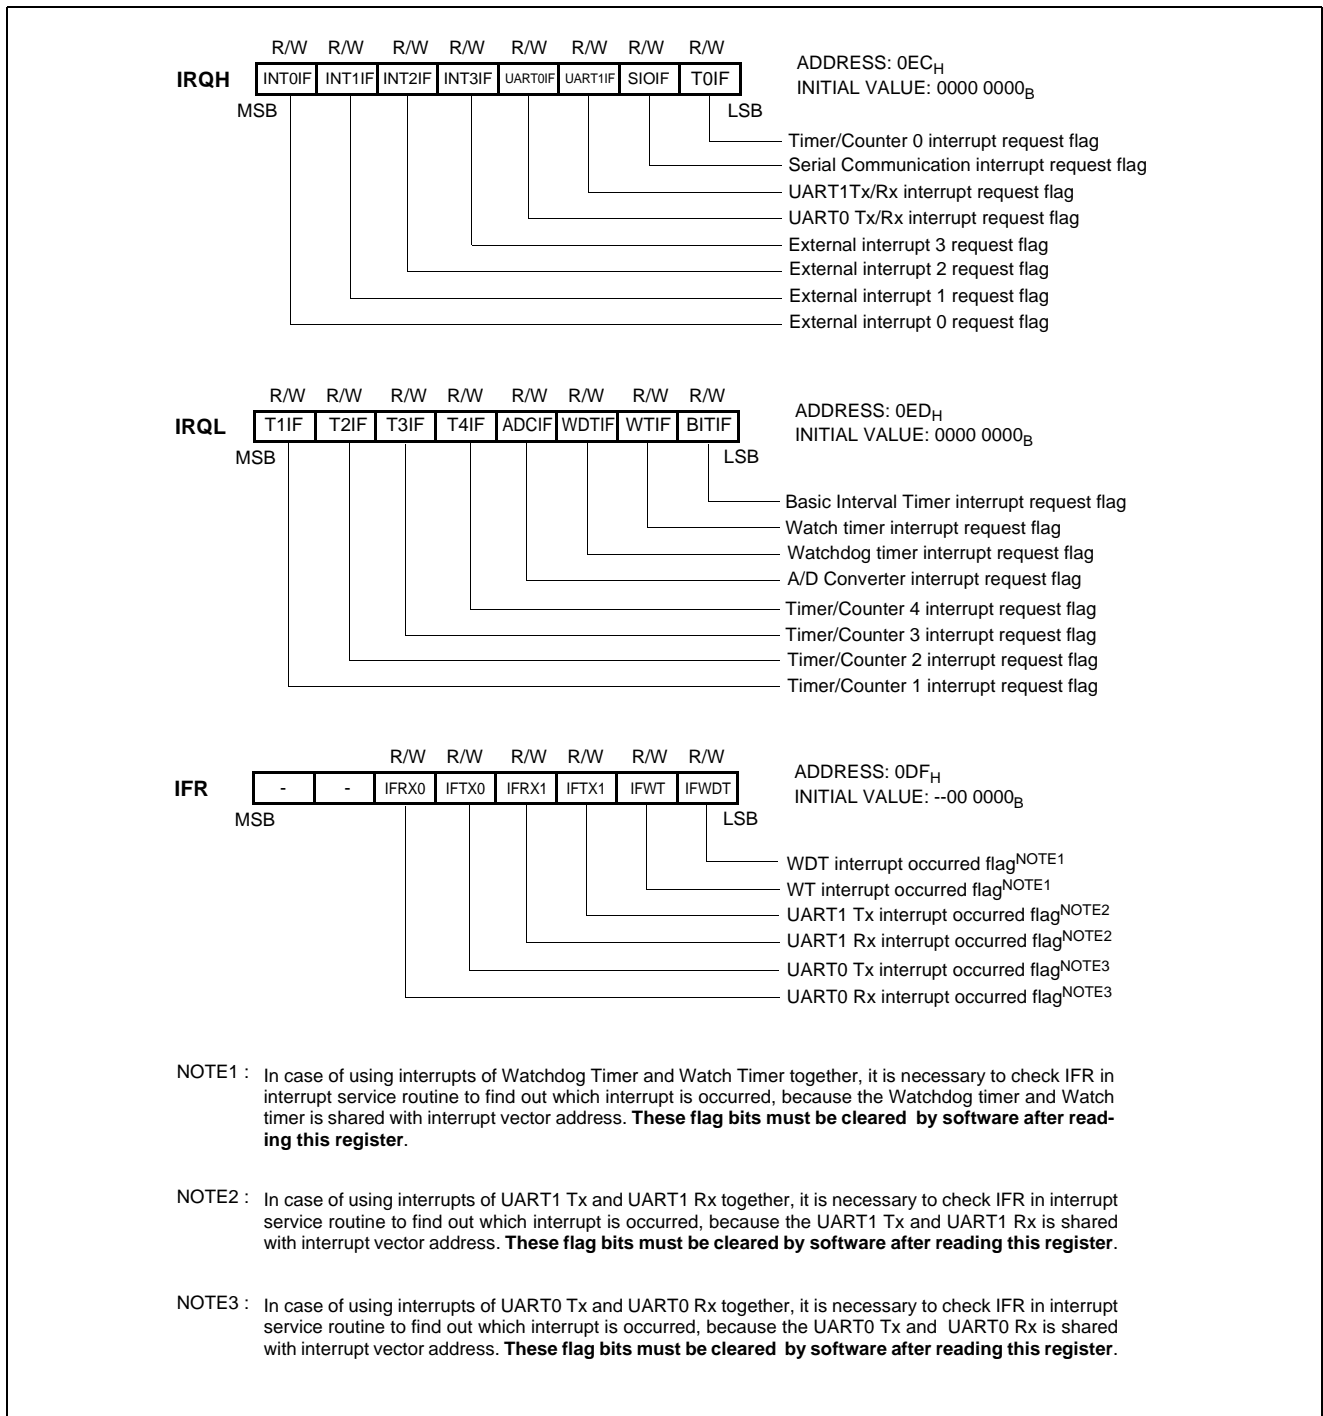 R/W R/W R/W R/W R/W R/W R/W R/W
IRQH INT0IF INT1IF INT2IF INT3IF UART0IF UART1IF SIOIF T0IF
ADDRESS: 0ECH
INITIAL VALUE: 0000 0000B
MSB LSB
Timer/Counter 0 interrupt request flag
Serial Communication interrupt request flag
UART1Tx/Rx interrupt request flag
UART0 Tx/Rx interrupt request flag
External interrupt 3 request flag
External interrupt 2 request flag
External interrupt 1 request flag
External interrupt 0 request flag
R/W R/W R/W R/W R/W R/W R/W R/W
IRQL T1IF T2IF T3IF T4IF ADCIF WDTIF WTIF BITIF
ADDRESS: 0EDH
INITIAL VALUE: 0000 0000B
MSB LSB
Basic Interval Timer interrupt request flag
Watch timer interrupt request flag
Watchdog timer interrupt request flag
A/D Converter interrupt request flag
Timer/Counter 4 interrupt request flag
Timer/Counter 3 interrupt request flag
Timer/Counter 2 interrupt request flag
Timer/Counter 1 interrupt request flag
R/W R/W R/W R/W R/W R/W
IFR - - IFRX0 IFTX0 IFRX1 IFTX1 IFWT IFWDT
ADDRESS: 0DFH
INITIAL VALUE: --00 0000B
MSB LSB
WDT interrupt occurred flagNOTE1
WT interrupt occurred flagNOTE1
UART1 Tx interrupt occurred flagNOTE2
UART1 Rx interrupt occurred flagNOTE2
UART0 Tx interrupt occurred flagNOTE3
UART0 Rx interrupt occurred flagNOTE3
NOTE1 : In case of using interrupts of Watchdog Timer and Watch Timer together, it is necessary to check IFR in
interrupt service routine to find out which interrupt is occurred, because the Watchdog timer and Watch
timer is shared with interrupt vector address. These flag bits must be cleared by software after read-
ing this register.
NOTE2 : In case of using interrupts of UART1 Tx and UART1 Rx together, it is necessary to check IFR in interrupt
service routine to find out which interrupt is occurred, because the UART1 Tx and UART1 Rx is shared
with interrupt vector address. These flag bits must be cleared by software after reading this register.
NOTE3 : In case of using interrupts of UART0 Tx and UART0 Rx together, it is necessary to check IFR in interrupt
service routine to find out which interrupt is occurred, because the UART0 Tx and UART0 Rx is shared
with interrupt vector address. These flag bits must be cleared by software after reading this register.